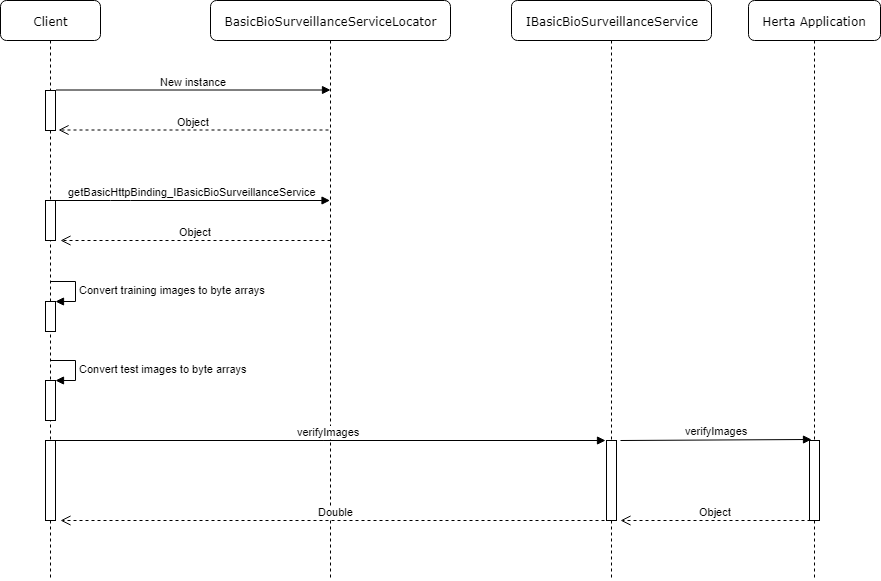 Client
BasicBioSurveillanceServiceLocator
IBasicBioSurveillanceService
Herta Application
New instance
Object
getBasicHttpBinding_IBasicBioSurveillanceService
Object
Convert training images to byte arrays
Convert test images to byte arrays
verifyImages
verifyImages
Double
Object